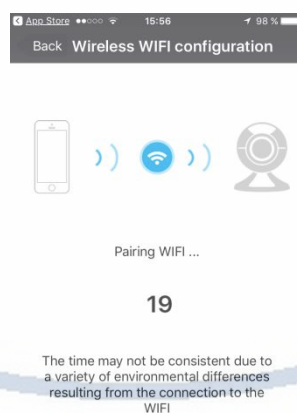 App Store 15:56 98 %
Back Wireless WIFI configuration
Pairing WIFI ...
19
The time may not be consistent due to
a variety of environmental differences
resulting from the connection to the
WIFI